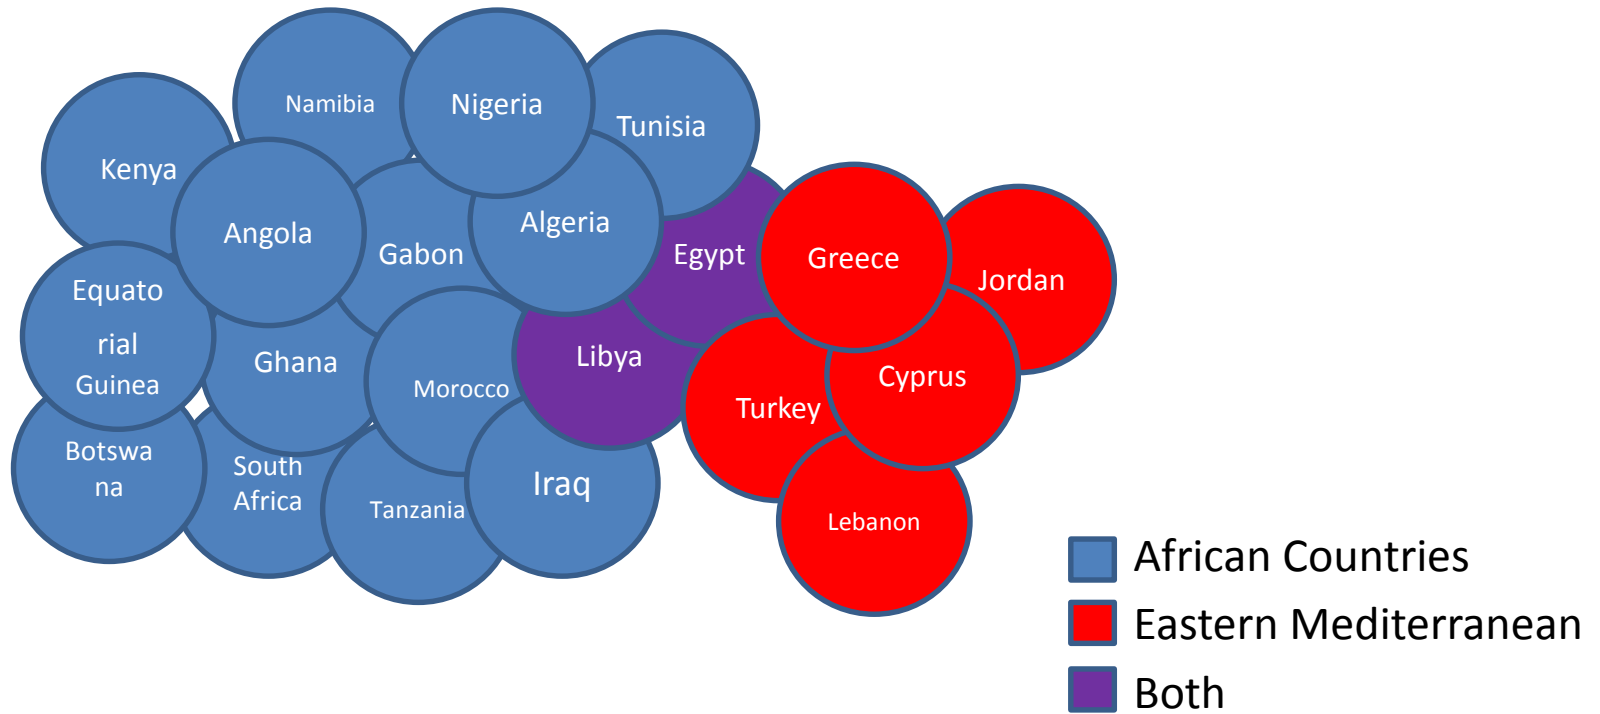 Namibia
Nigeria
Tunisia
Kenya
Angola
Gabon
Algeria
Egypt
Greece
Jordan
Equato
rial
Guinea
Ghana
Morocco
Libya
Turkey
Cyprus
Botswa
na
South
Africa
Tanzania
Iraq
Lebanon
African Countries
Eastern Mediterranean
Both